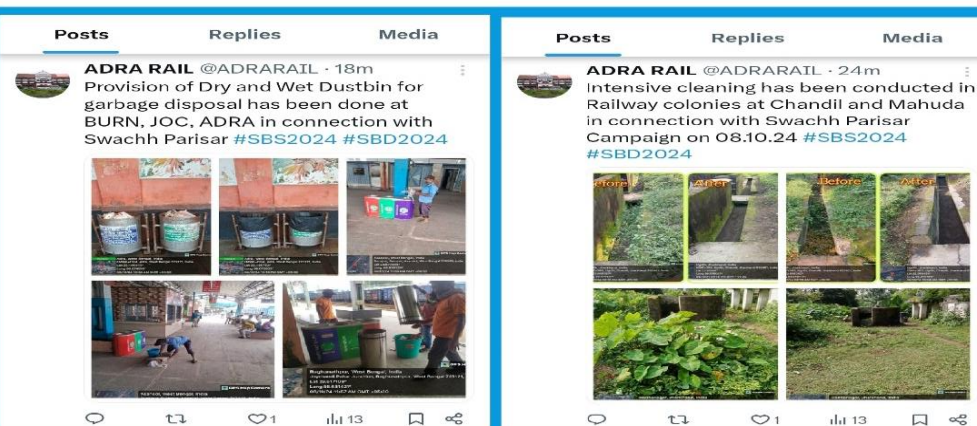 Posts Replies Media
ADRA RAIL @ADRARAIL · 18m
Provision of Dry and Wet Dustbin for
garbage disposal has been done at
BURN, JOC, ADRA in connection with
Swachh Parisar #SBS2024 #SBD2024
1 13
Posts Replies Media
ADRA RAIL @ADRARAIL · 24m
Intensive cleaning has been conducted in
Railway colonies at Chandil and Mahuda
in connection with Swachh Parisar
Campaign on 08.10.24 #SBS2024
#SBD2024
After Before After
1 13